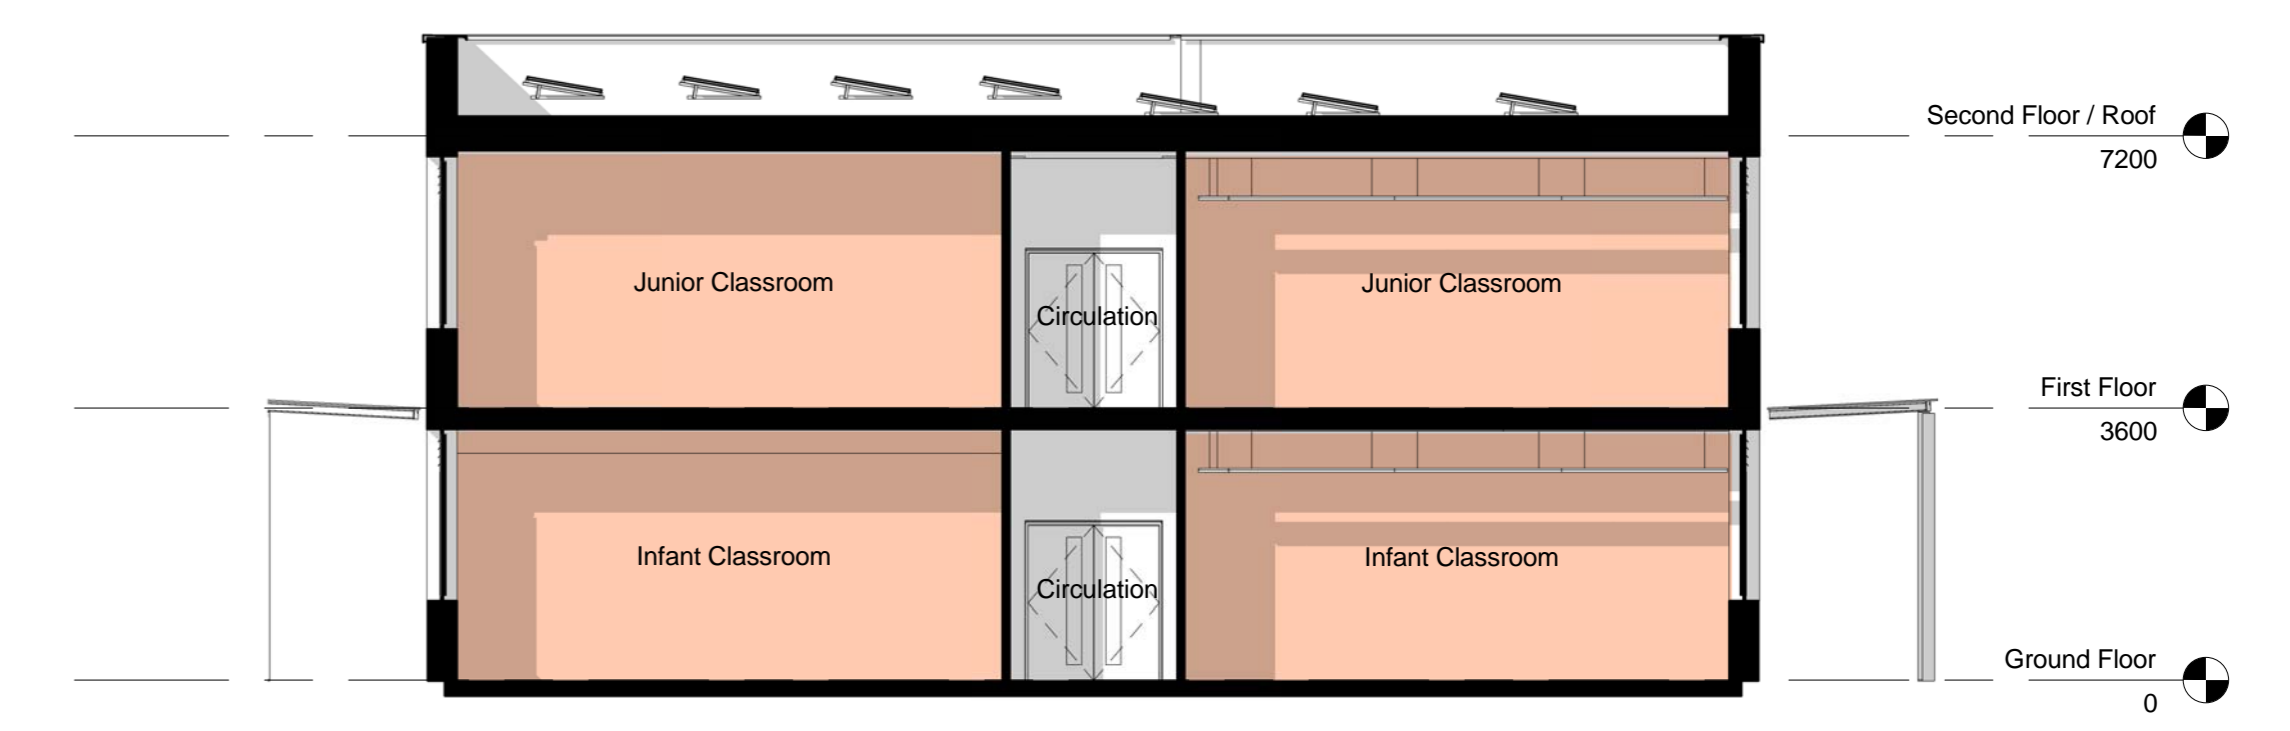 Second Floor / Roof
7200
Junior Classroom
Circulation
Junior Classroom
First Floor
3600
Infant Classroom
Circulation
Infant Classroom
Ground Floor
0